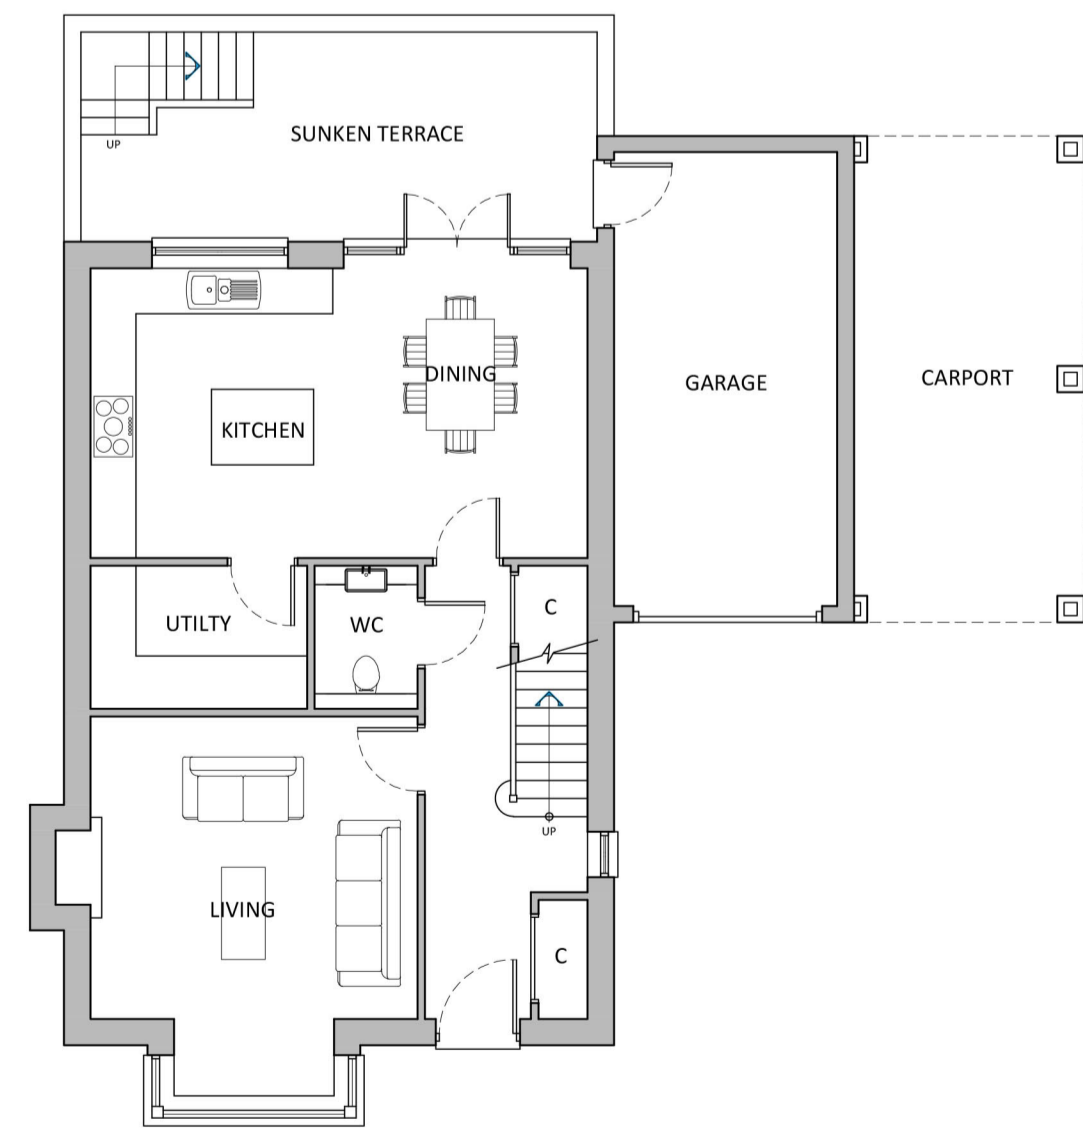 SUNKEN TERRACE
UP
DINING
GARAGE
CARPORT
KITCHEN
C
UTILTY
WC
UP
LIVING
C